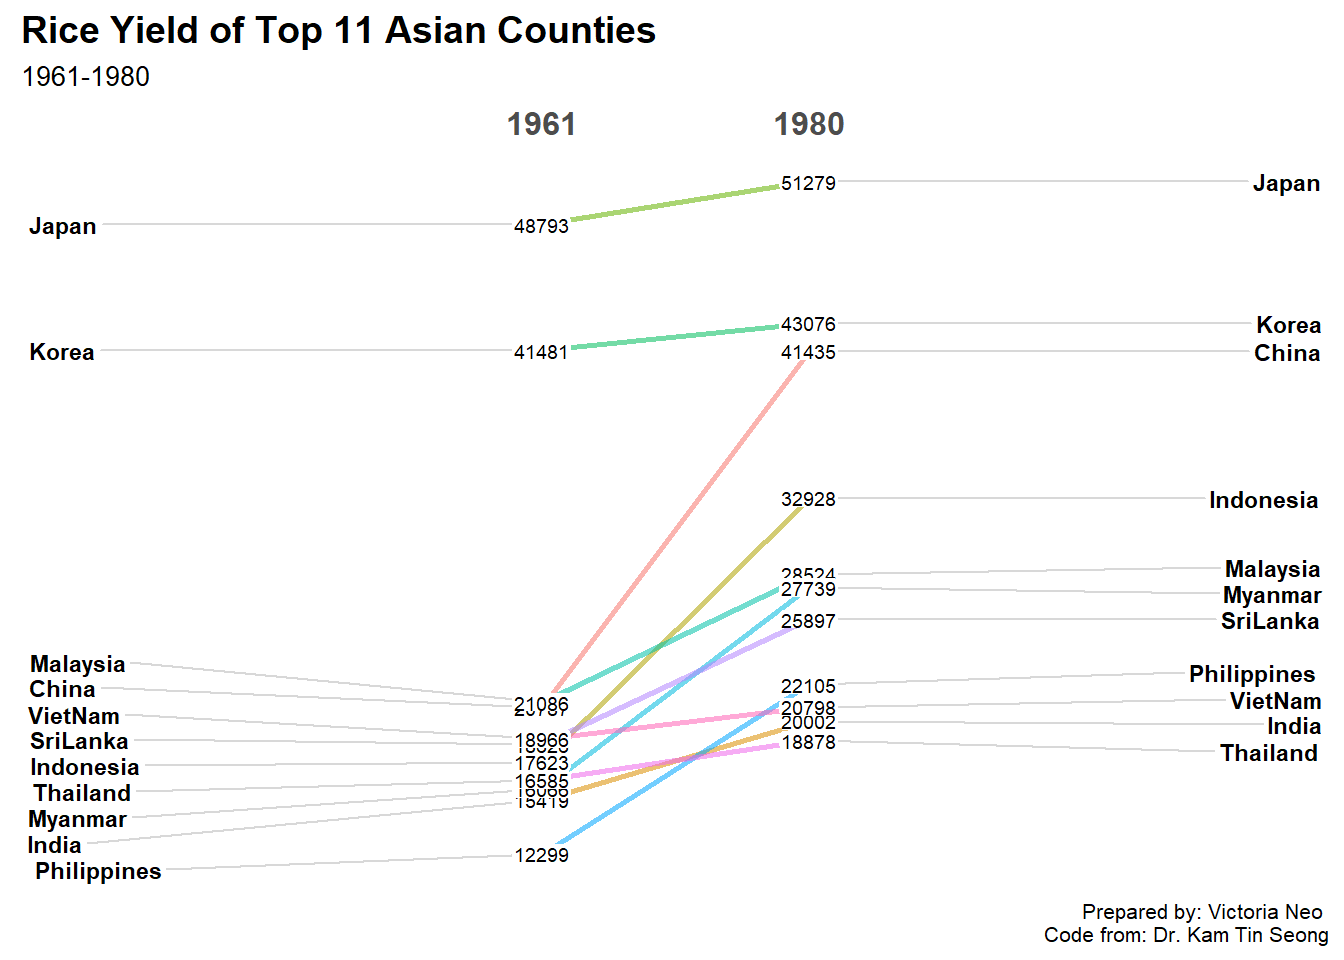 Rice Yield of Top 11 Asian Counties
1961-1980
1961 1980
51279 Japan
Japan 48793
43076 Korea
Korea 41481 41435 China
32928 Indonesia
28524 Malaysia
27739 Myanmar
25897 SriLanka
Malaysia
22105 Philippines
China 21086
20798 VietNam
VietNam
20002 India
SriLanka 18966
18878 Thailand
Indonesia 17623
Thailand 16585
Myanmar
India 15419
Philippines 12299
Prepared by: Victoria Neo
Code from: Dr. Kam Tin Seong